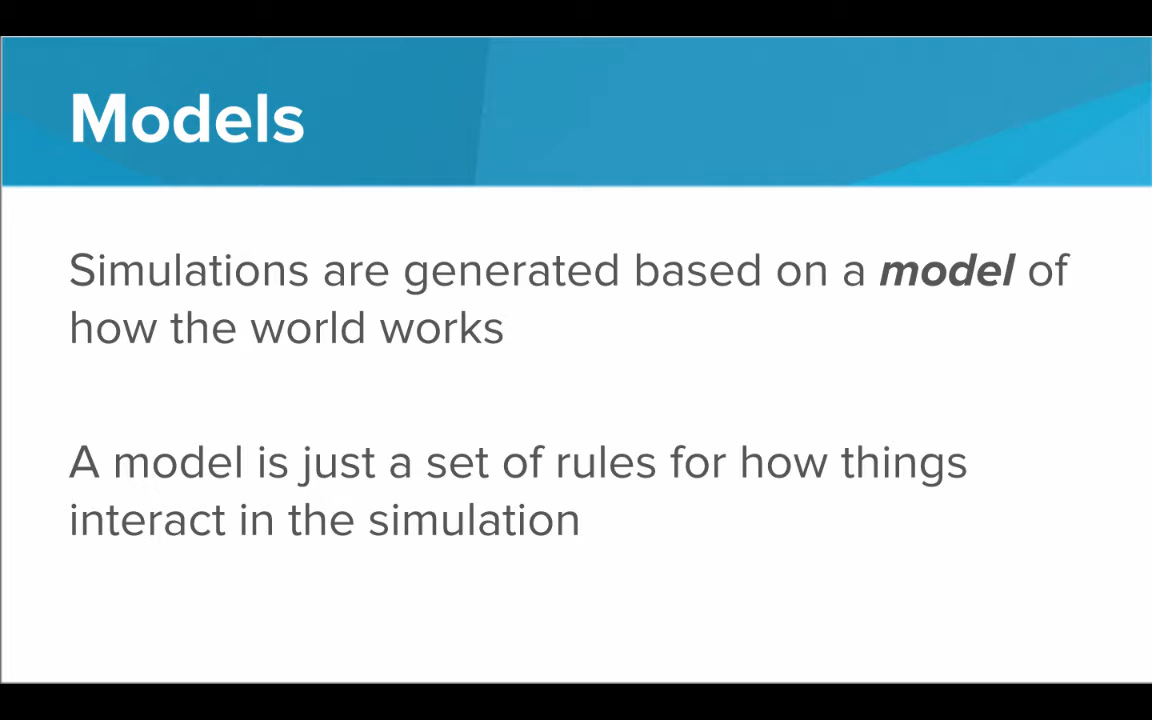 Models
Simulations are generated based on a model of
how the world works
A model is just a set of rules for how things
interact in the simulation